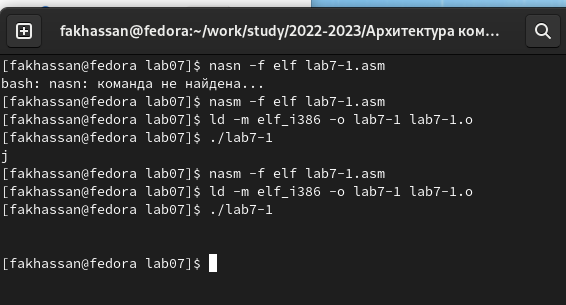 fakhassan@fedora:~/work/study/2022-2023/Архитектура ком…
[fakhassan@fedora lab07]$ nasn -f elf lab7-1.asm
bash: nasn: команда не найдена...
[fakhassan@fedora lab07]$ nasm -f elf lab7-1.asm
[fakhassan@fedora lab07]$ ld -m elf_i386 -o lab7-1 lab7-1.o
[fakhassan@fedora lab07]$ ./lab7-1
j
[fakhassan@fedora lab07]$ nasm -f elf lab7-1.asm
[fakhassan@fedora lab07]$ ld -m elf_i386 -o lab7-1 lab7-1.o
[fakhassan@fedora lab07]$ ./lab7-1
[fakhassan@fedora lab07]$